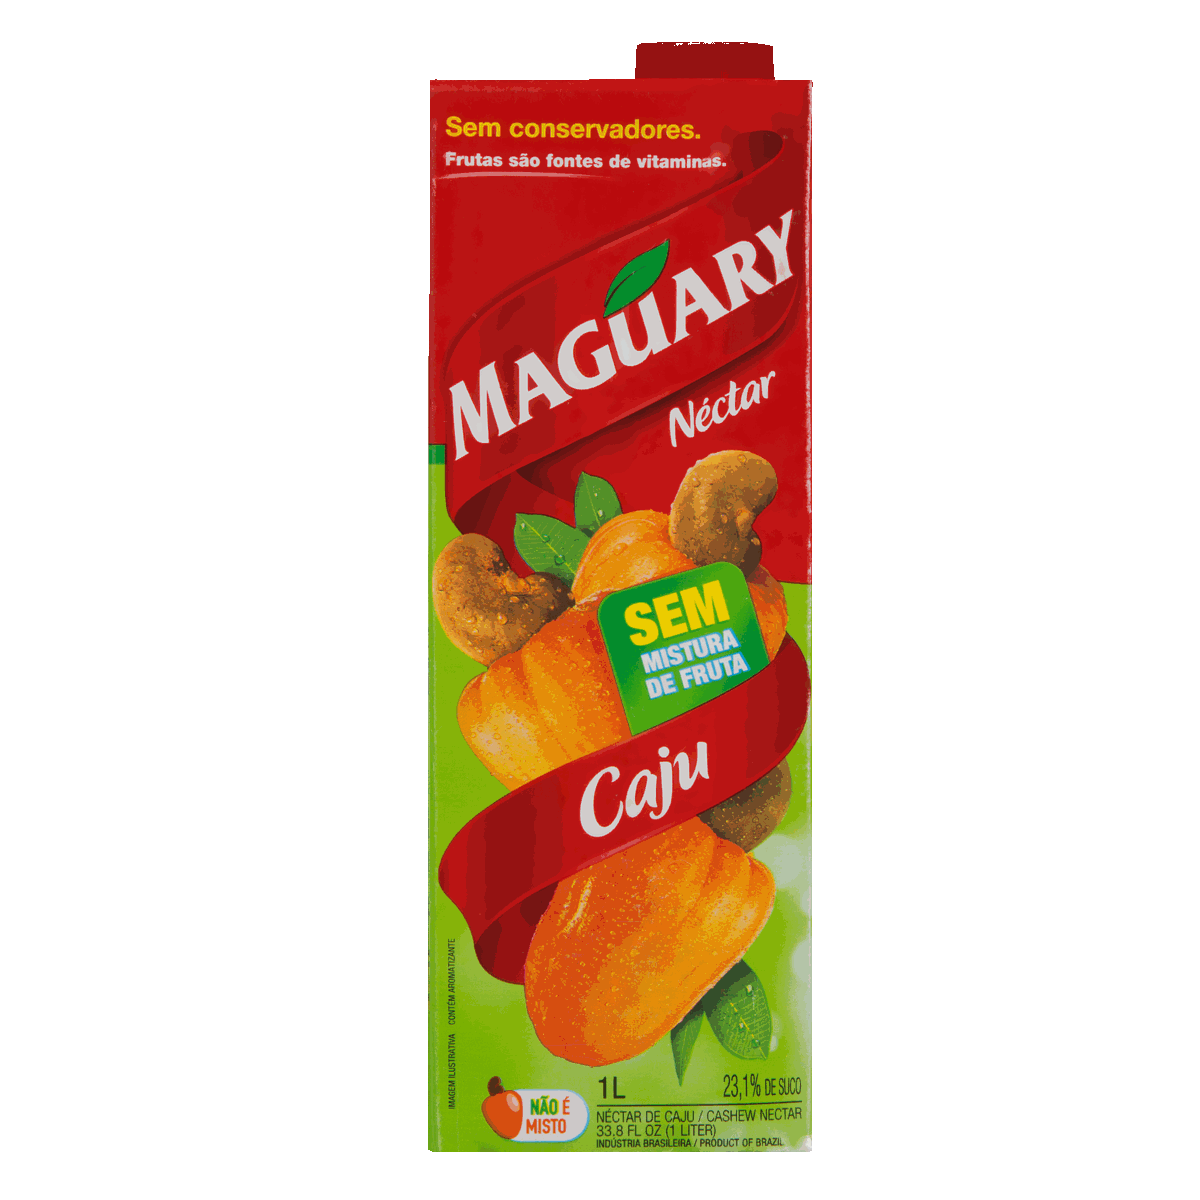 Sem conservadores.
Frutas são fontes de vitaminas.
MAGUARY
Néctar
SEM
MISTURA
DE FRUTA
Caju
IMAGEM ILUSTRATIVA CONTÉM AROMATIZANTE
NÃO É
MISTO
1L
23,1% DE SUCO
NÉCTAR DE CAJU / CASHEW NECTAR
33.8 FL OZ (1 LITER)
INDÚSTRIA BRASILEIRA / PRODUCT OF BRAZIL